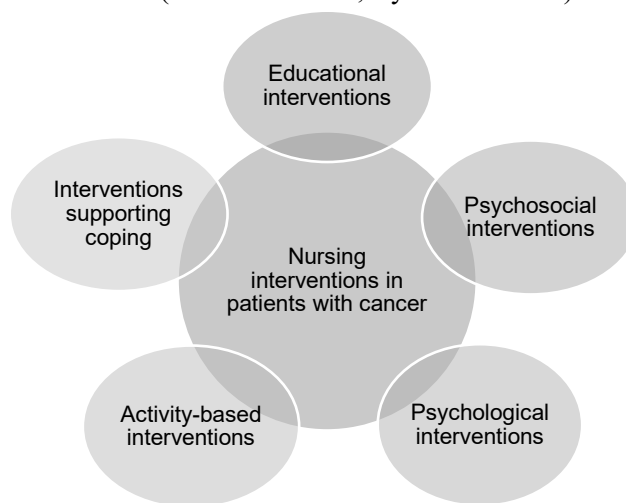 Educational
interventions
Interventions
supporting
coping
Psychosocial
interventions
Nursing
interventions in
patients with cancer
Activity-based
interventions
Psychological
interventions